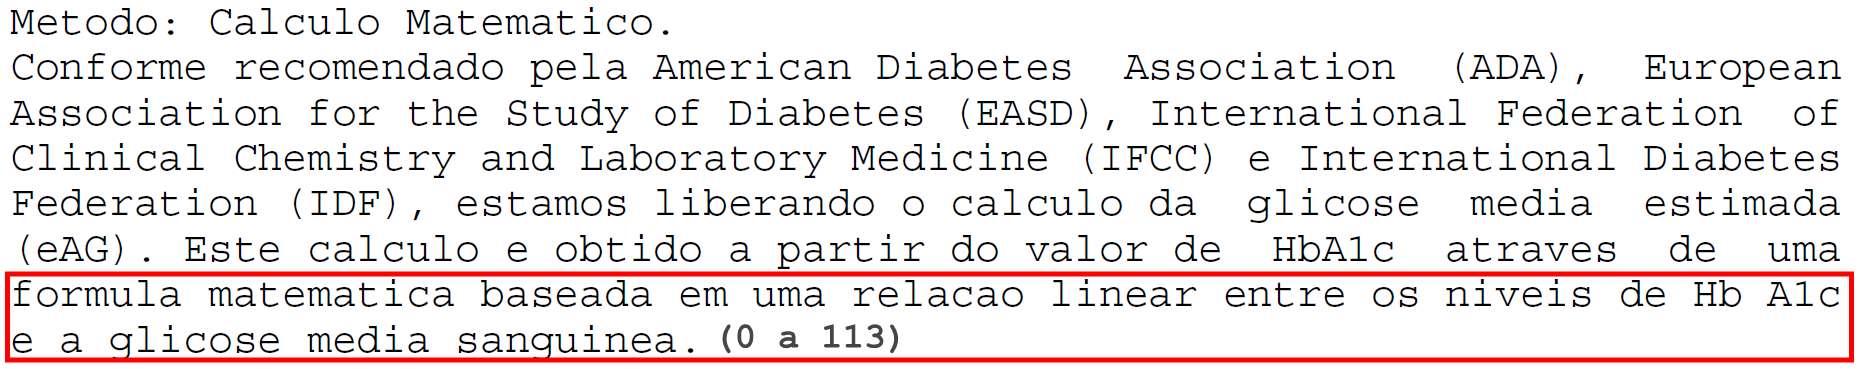 Metodo: Calculo Matematico.
Conforme recomendado pela American Diabetes Association (ADA), European
Association for the Study of Diabetes (EASD), International Federation of
Clinical Chemistry and Laboratory Medicine (IFCC) e International Diabetes
Federation (IDF), estamos liberando o calculo da glicose media estimada
(eAG). Este calculo e obtido a partir do valor de HbA1c atraves de uma
formula matematica baseada em uma relacao linear entre os niveis de Hb A1c
e a glicose media sanguinea. (0 a 113)